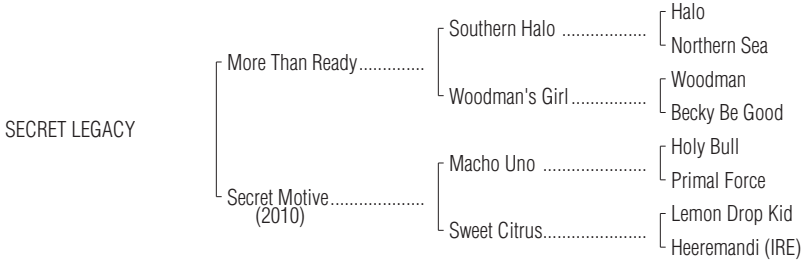 Halo
Southern Halo ...................
Northern Sea
More Than Ready..............
Woodman
Woodman's Girl................
Becky Be Good
SECRET LEGACY
Holy Bull
Macho Uno ......................
Primal Force
Secret Motive....................
(2010)
Lemon Drop Kid
Sweet Citrus......................
Heeremandi (IRE)